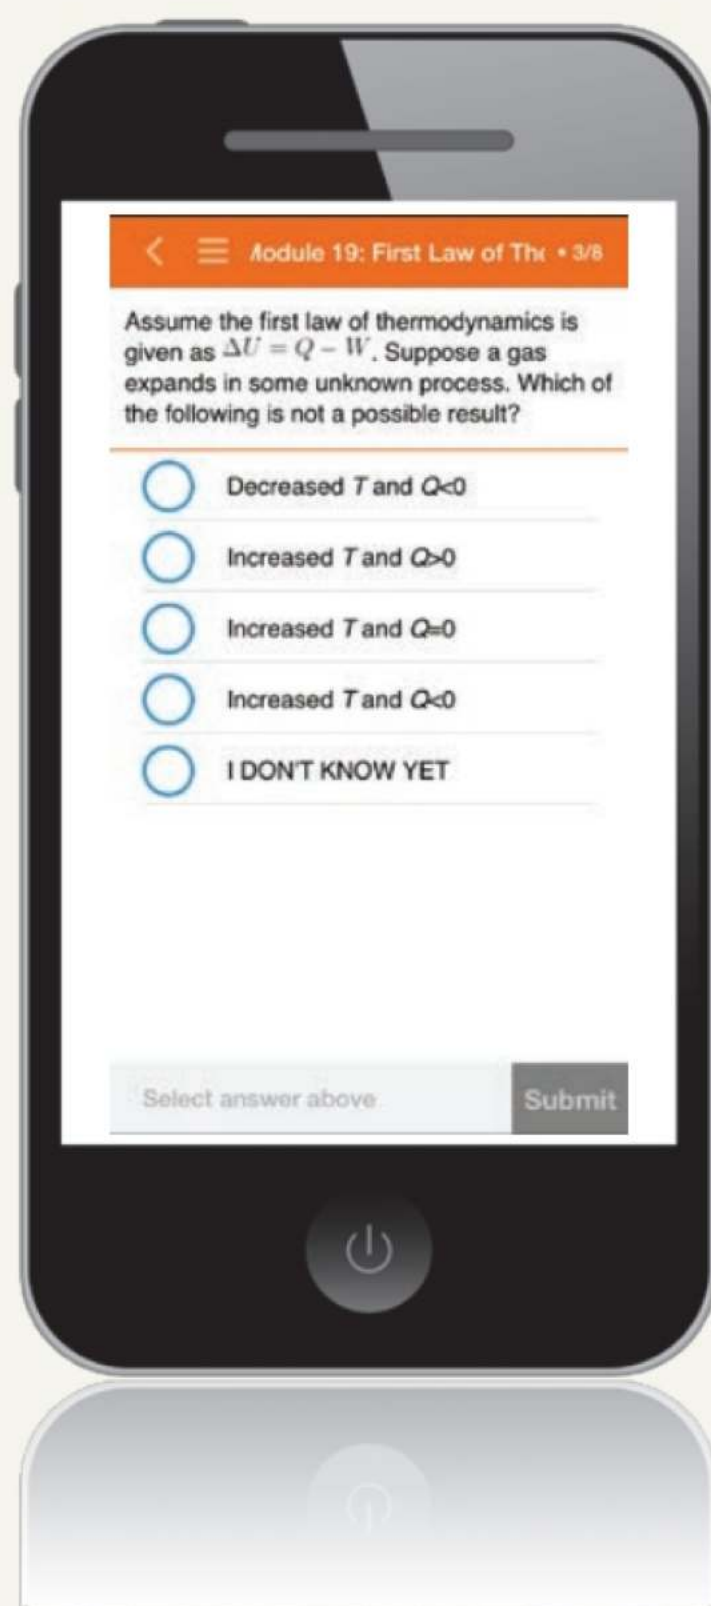 Module 19: First Law of The • 3/8
Assume the first law of thermodynamics is
given as ΔU = Q − W. Suppose a gas
expands in some unknown process. Which of
the following is not a possible result?
Decreased T and Q<0
Increased T and Q>0
Increased T and Q=0
Increased T and Q<0
I DON'T KNOW YET
Select answer above
Submit